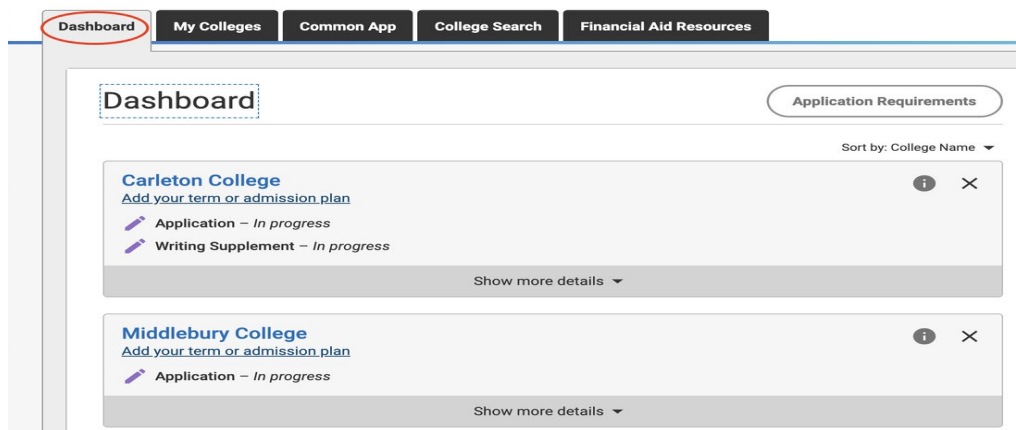 Dashboard My Colleges Common App College Search Financial Aid Resources
Dashboard Application Requirements
Sort by: College Name
Carleton College
Add your term or admission plan
Application – In progress
Writing Supplement – In progress
Show more details
Middlebury College
Add your term or admission plan
Application – In progress
Show more details